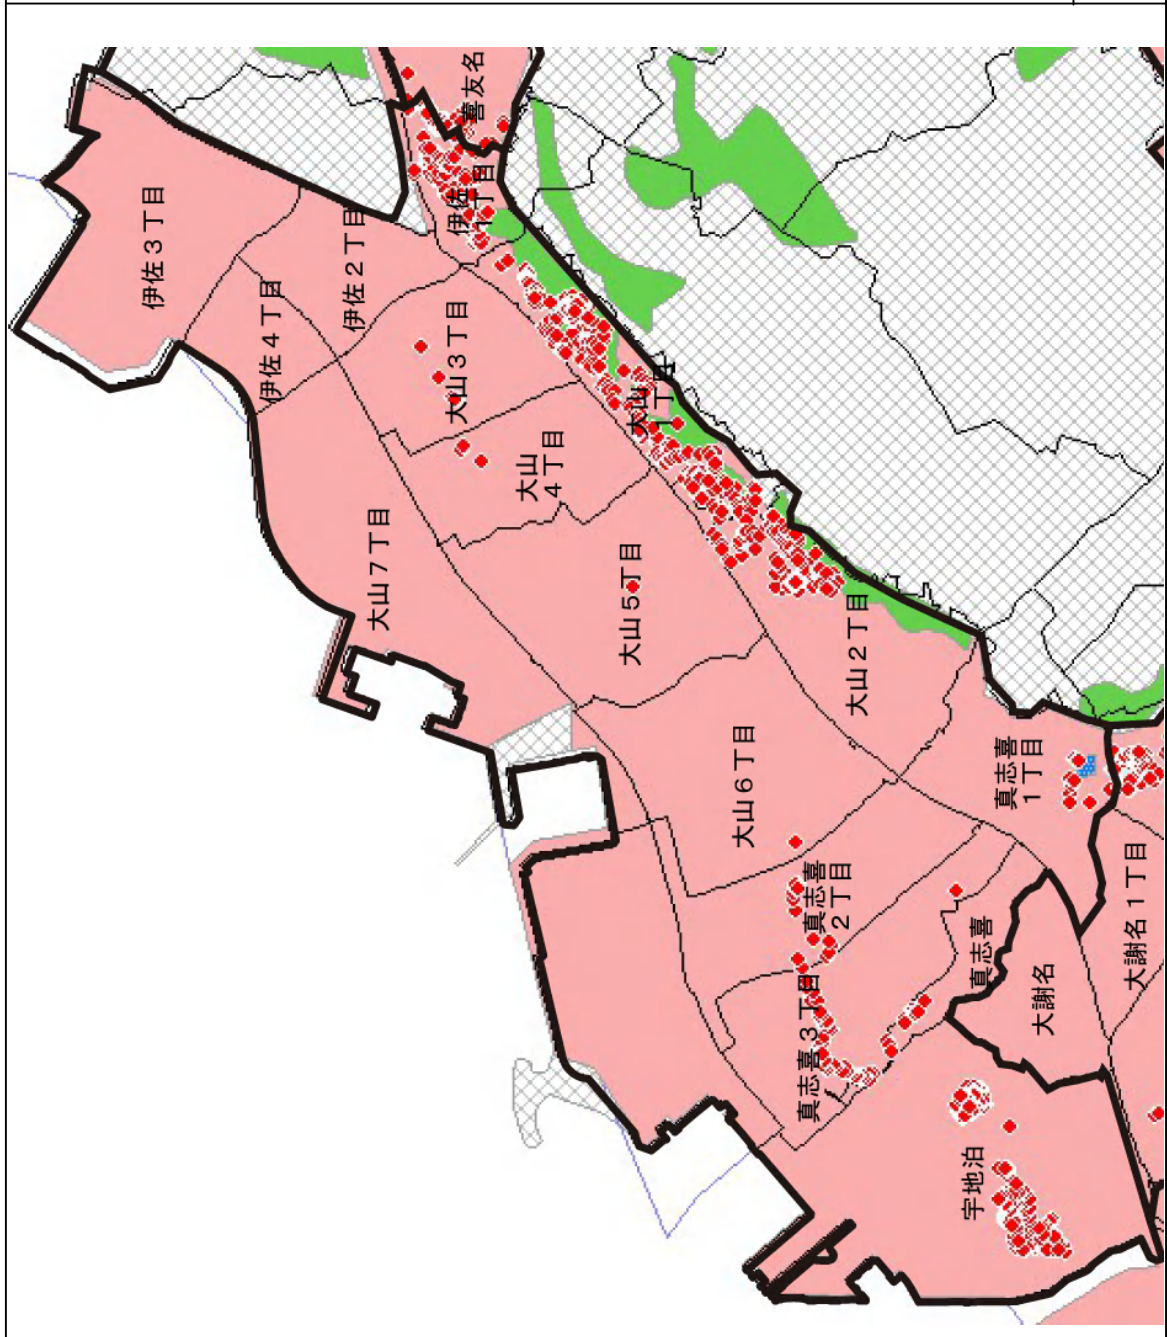 喜友名
伊佐
1丁目
伊佐３丁目
伊佐２丁目
伊佐４丁目
大山３丁目
大山
1丁目
大山
４丁目
大山７丁目
大山５丁目
大山２丁目
大山６丁目
真志喜
１丁目
真志喜
２丁目
大謝名１丁目
真志喜
大謝名
真志喜３丁目
宇地泊